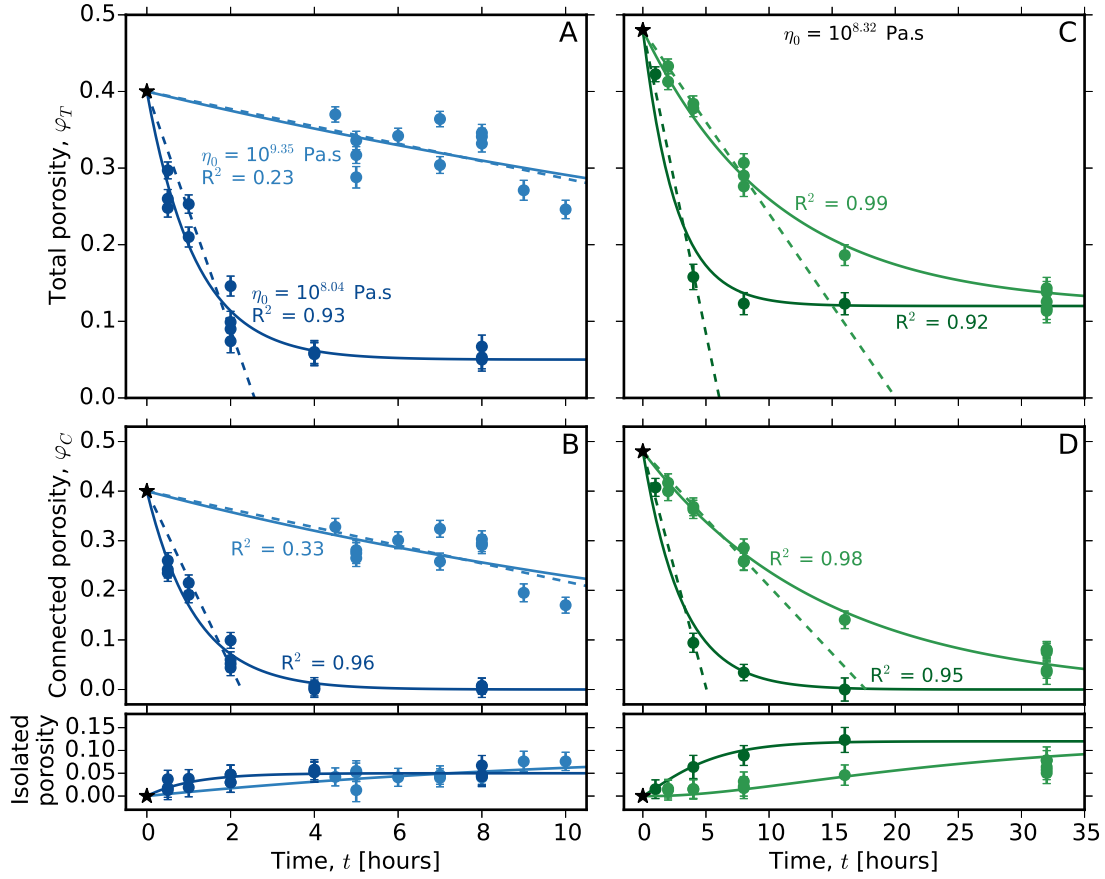 A
Total porosity, φ_T
0.5
0.4
0.3
0.2
0.1
0.0
η₀ = 10^9.35 Pa.s
R² = 0.23
η₀ = 10^8.04 Pa.s
R² = 0.93
C
η₀ = 10^8.32 Pa.s
R² = 0.99
R² = 0.92
B
Connected porosity, φ_C
0.5
0.4
0.3
0.2
0.1
0.0
R² = 0.33
R² = 0.96
D
R² = 0.98
R² = 0.95
Isolated
porosity
0.15
0.10
0.05
0.00
0 2 4 6 8 10
Time, t [hours]
0 5 10 15 20 25 30 35
Time, t [hours]